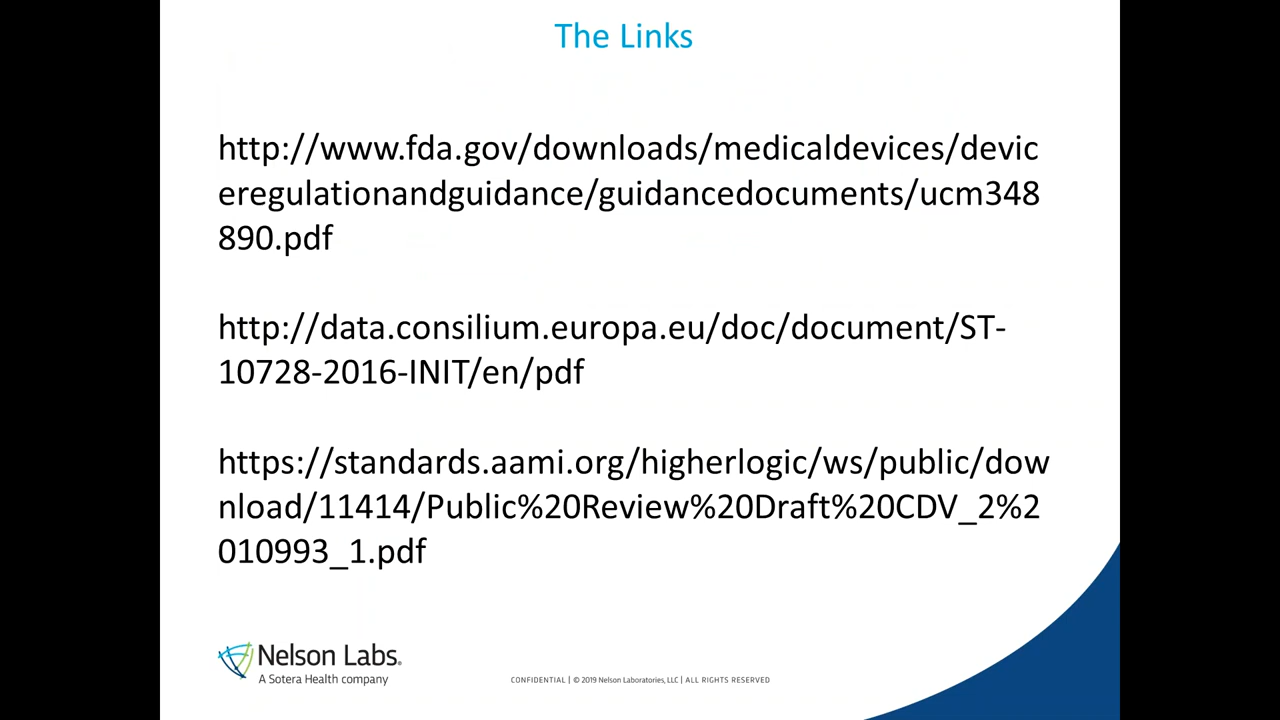 The Links
http://www.fda.gov/downloads/medicaldevices/devic
eregulationandguidance/guidancedocuments/ucm348
890.pdf
http://data.consilium.europa.eu/doc/document/ST-
10728-2016-INIT/en/pdf
https://standards.aami.org/higherlogic/ws/public/dow
nload/11414/Public%20Review%20Draft%20CDV_2%2
010993_1.pdf
Nelson Labs.
A Sotera Health company
CONFIDENTIAL | © 2019 Nelson Laboratories, LLC | ALL RIGHTS RESERVED